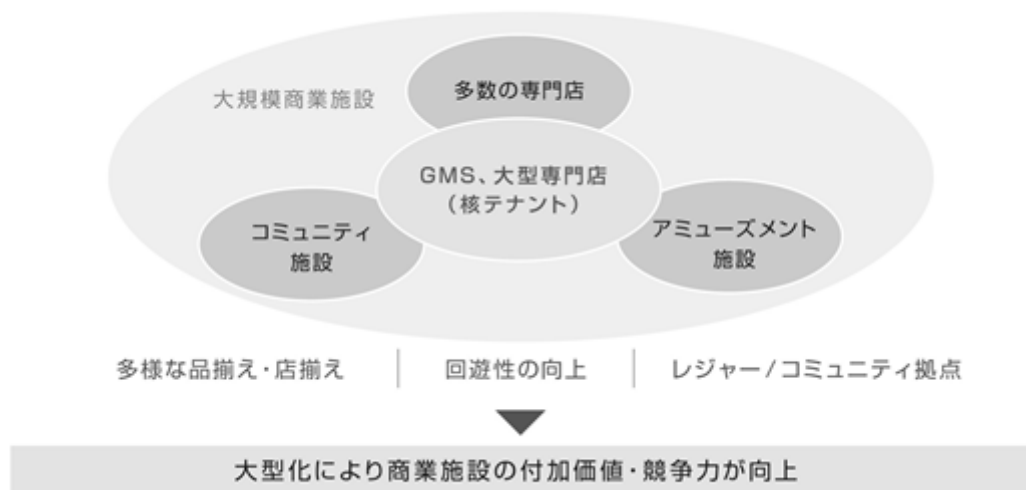 大規模商業施設
多数の専門店
GMS、大型専門店
（核テナント）
コミュニティ
施設
アミューズメント
施設
多様な品揃え・店揃え
回遊性の向上
レジャー/コミュニティ拠点
大型化により商業施設の付加価値・競争力が向上